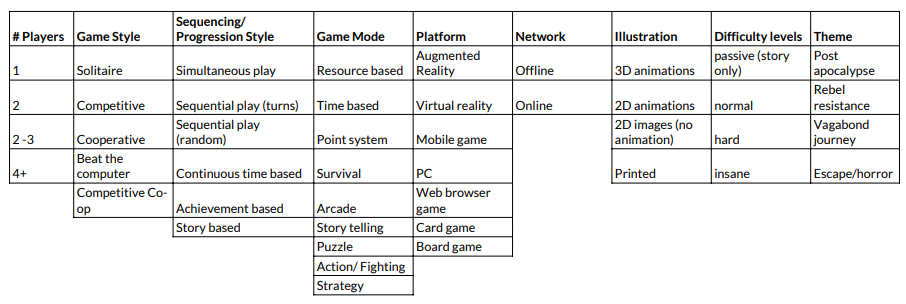 # Players Game Style Sequencing/ Progression Style Game Mode Platform Network Illustration Difficulty levels Theme
1 Solitaire Simultaneous play Resource based Augmented Reality Offline 3D animations passive (story only) Post apocalypse
2 Competitive Sequential play (turns) Time based Virtual reality Online 2D animations normal Rebel resistance
2 -3 Cooperative Sequential play (random) Point system Mobile game 2D images (no animation) hard Vagabond journey
4+ Beat the computer Continuous time based Survival PC Printed insane Escape/horror
Competitive Co-op Achievement based Arcade Web browser game
Story based Story telling Card game
Puzzle Board game
Action/ Fighting
Strategy